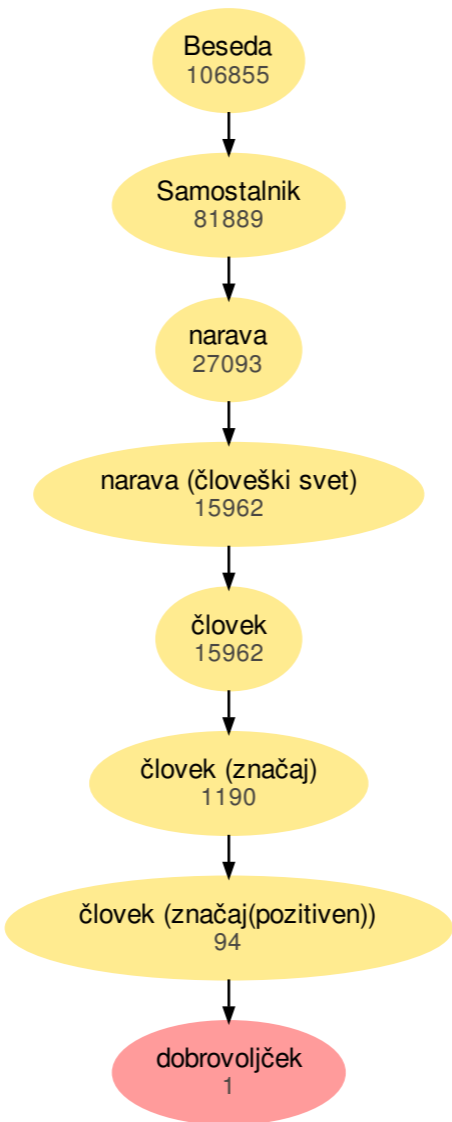 Beseda
106855
Samostalnik
81889
narava
27093
narava (človeški svet)
15962
človek
15962
človek (značaj)
1190
človek (značaj(pozitiven))
94
dobrovoljček
1